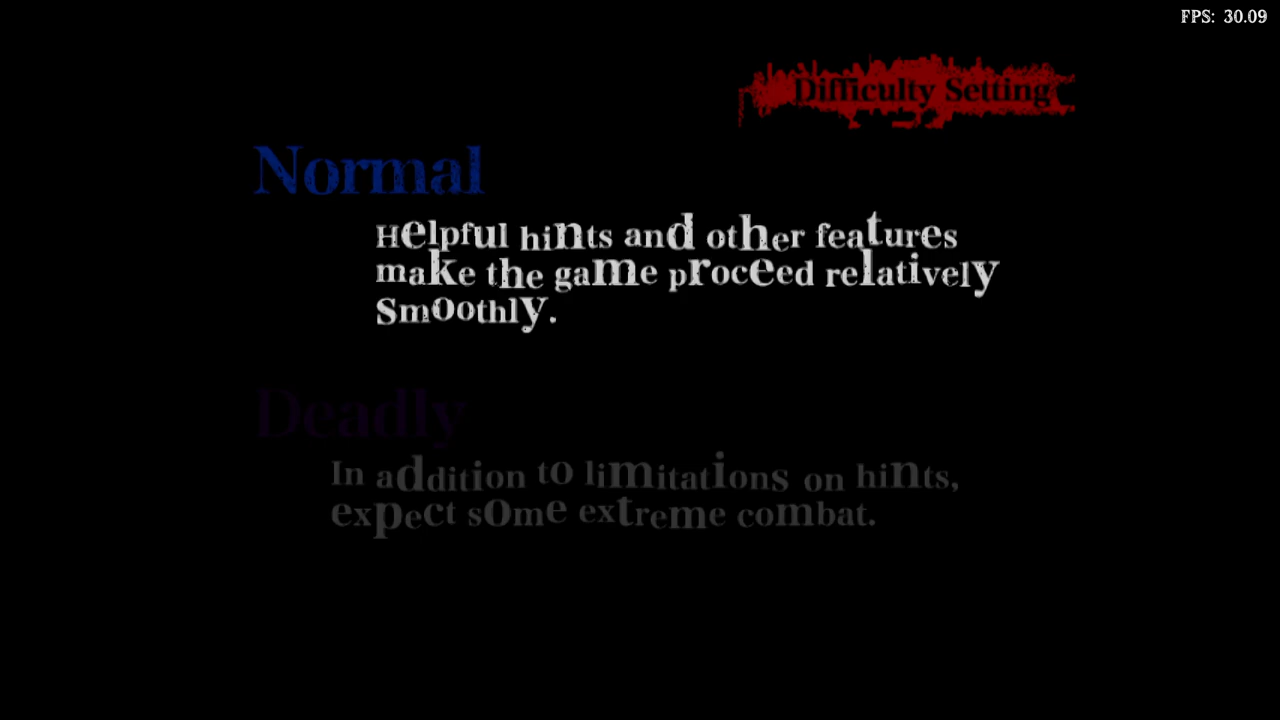 FPS: 30.09
Difficulty Setting
Normal
Helpful hints and other features
make the game proceed relatively
Smoothly.
Deadly
In addition to limitations on hints,
expect some extreme combat.